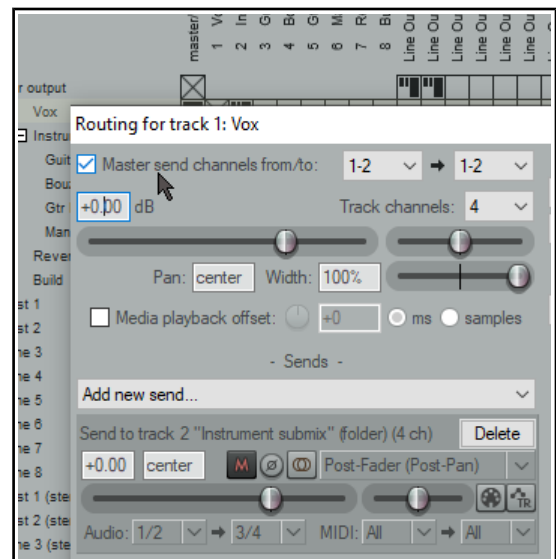 master/
1
2
3
4
5
6
7
8
Line Ou
Line Ou
Line Ou
Line Ou
Line Ou
Line Ou
Line Ou
r output
Vox
Instru
Guit
Bou
Gtr
Man
Rever
Build
st 1
st 2
ne 3
ne 4
ne 5
ne 6
ne 7
ne 8
st 1 (ste
st 2 (ste
ne 3 (ste
Routing for track 1: Vox
Master send channels from/to: 1-2 → 1-2
+0.00 dB Track channels: 4
Pan: center Width: 100%
Media playback offset: +0 ms samples
- Sends -
Add new send...
Send to track 2 "Instrument submix" (folder) (4 ch) Delete
+0.00 center M Post-Fader (Post-Pan)
TR
Audio: 1/2 → 3/4 MIDI: All → All